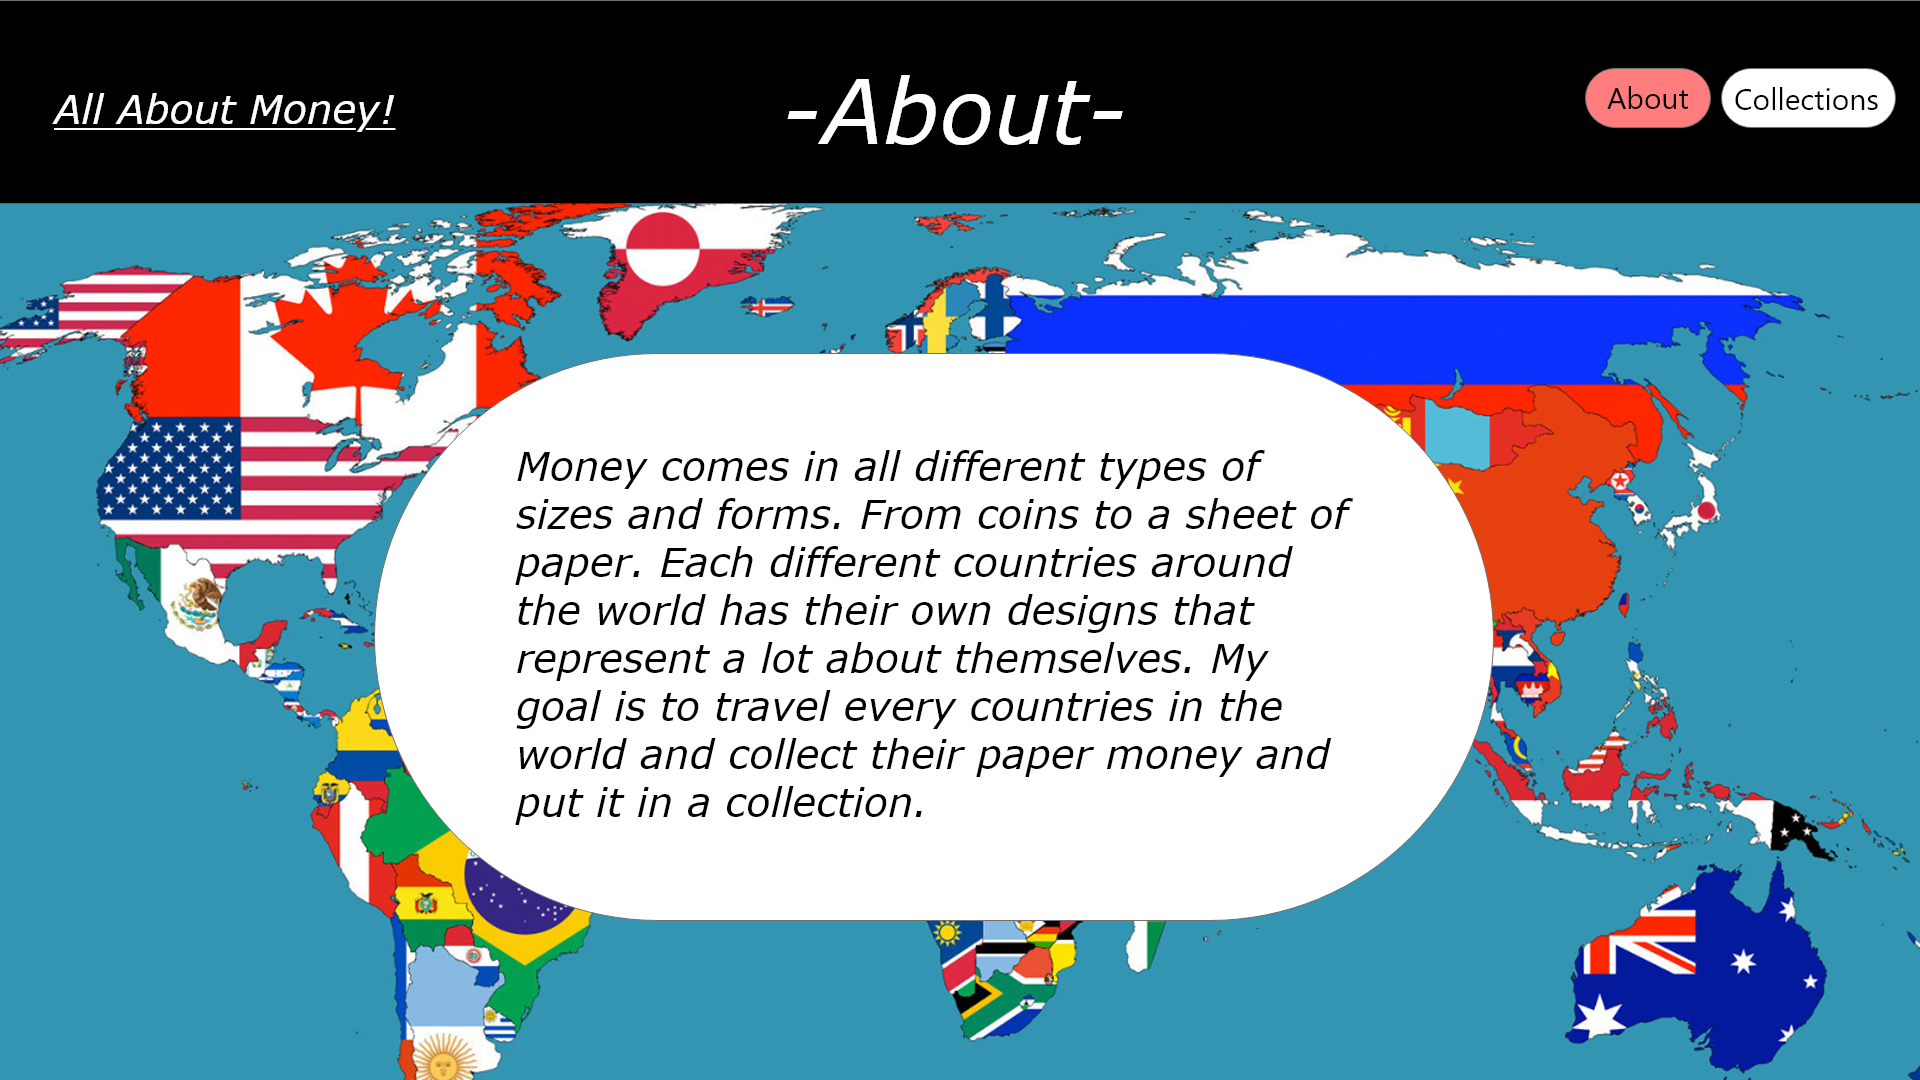 All About Money!
-About-
About
Collections
Money comes in all different types of
sizes and forms. From coins to a sheet of
paper. Each different countries around
the world has their own designs that
represent a lot about themselves. My
goal is to travel every countries in the
world and collect their paper money and
put it in a collection.